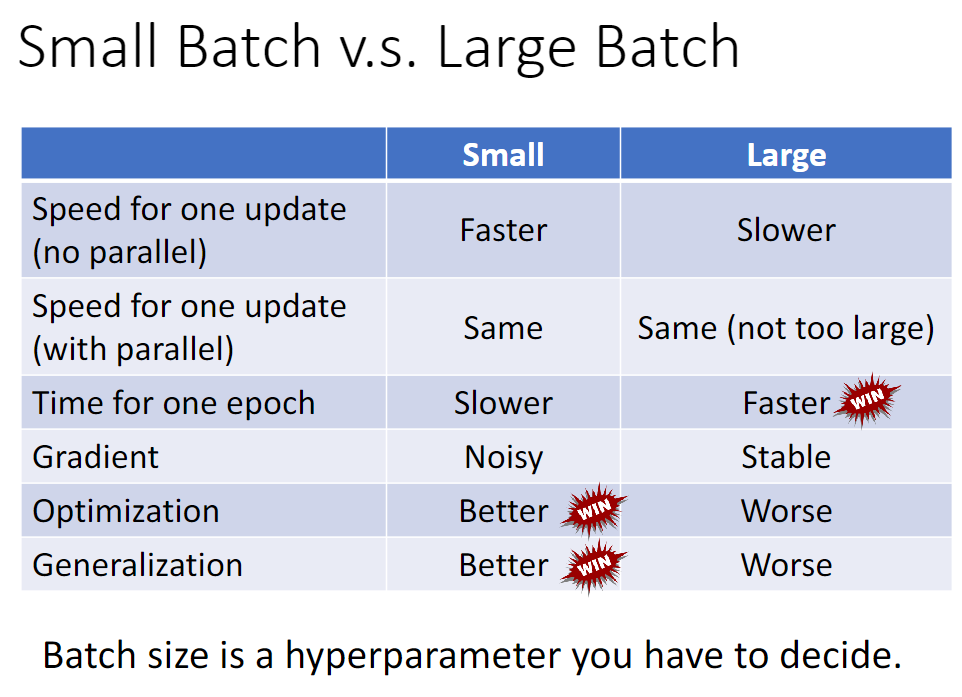 Small Batch v.s. Large Batch
Small Large
Speed for one update
(no parallel)
Faster Slower
Speed for one update
(with parallel)
Same Same (not too large)
Time for one epoch Slower Faster WIN
Gradient Noisy Stable
Optimization Better WIN Worse
Generalization Better WIN Worse
Batch size is a hyperparameter you have to decide.